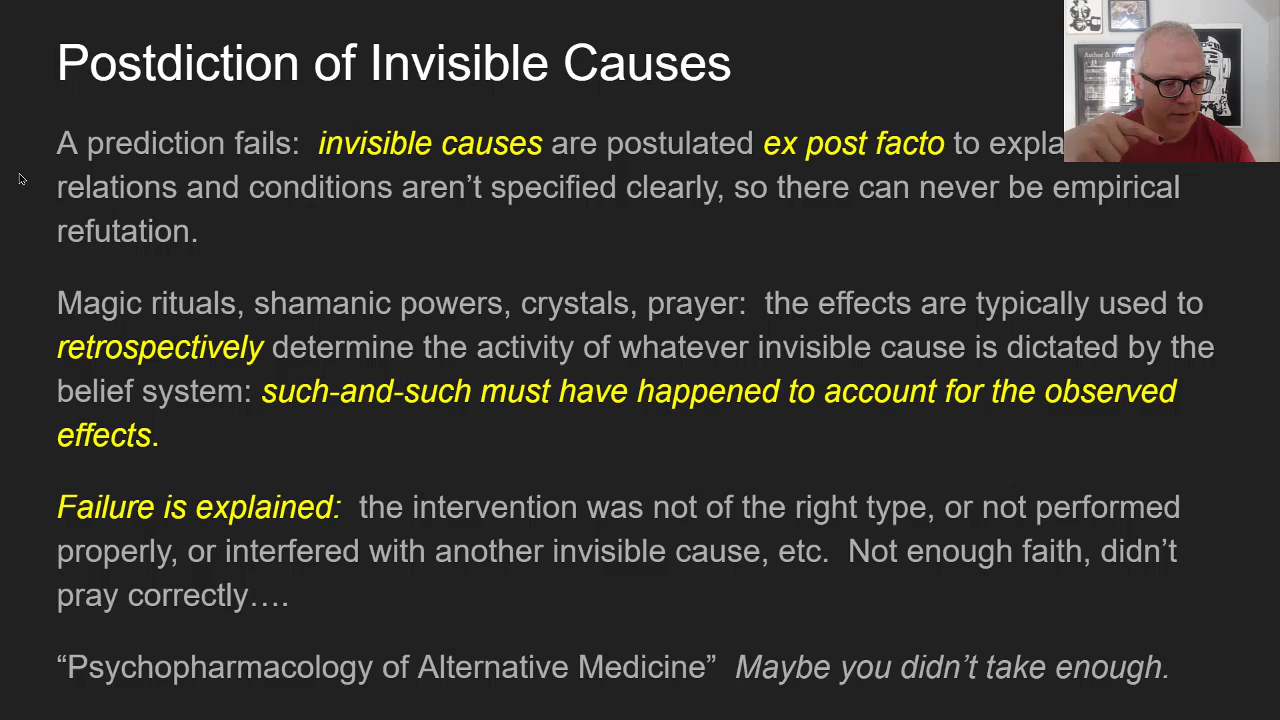 Postdiction of Invisible Causes
A prediction fails: invisible causes are postulated ex post facto to expla
relations and conditions aren't specified clearly, so there can never be empirical
refutation.
Magic rituals, shamanic powers, crystals, prayer: the effects are typically used to
retrospectively determine the activity of whatever invisible cause is dictated by the
belief system: such-and-such must have happened to account for the observed
effects.
Failure is explained: the intervention was not of the right type, or not performed
properly, or interfered with another invisible cause, etc. Not enough faith, didn't
pray correctly….
“Psychopharmacology of Alternative Medicine” Maybe you didn't take enough.